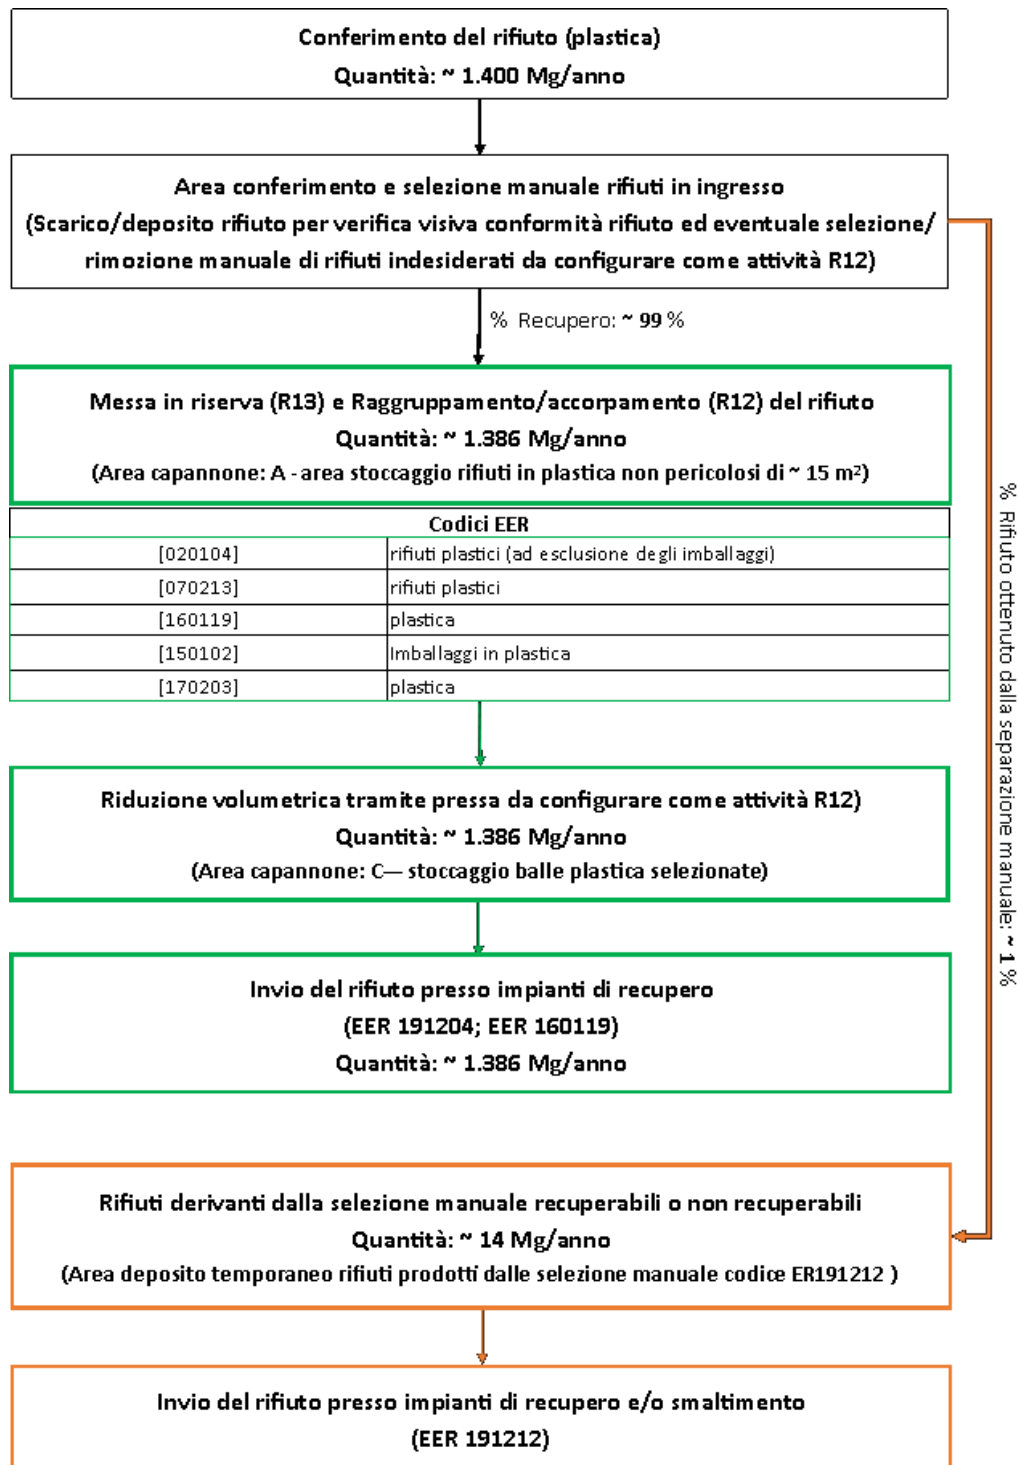 Conferimento del rifiuto (plastica)
Quantità: ~ 1.400 Mg/anno
Area conferimento e selezione manuale rifiuti in ingresso
(Scarico/deposito rifiuto per verifica visiva conformità rifiuto ed eventuale selezione/
rimozione manuale di rifiuti indesiderati da configurare come attività R12)
% Recupero: ~ 99 %
Messa in riserva (R13) e Raggruppamento/accorpamento (R12) del rifiuto
Quantità: ~ 1.386 Mg/anno
(Area capannone: A - area stoccaggio rifiuti in plastica non pericolosi di ~ 15 m²)
Codici EER
[020104] rifiuti plastici (ad esclusione degli imballaggi)
[070213] rifiuti plastici
[160119] plastica
[150102] Imballaggi in plastica
[170203] plastica
Riduzione volumetrica tramite pressa da configurare come attività R12)
Quantità: ~ 1.386 Mg/anno
(Area capannone: C— stoccaggio balle plastica selezionate)
Invio del rifiuto presso impianti di recupero
(EER 191204; EER 160119)
Quantità: ~ 1.386 Mg/anno
% Rifiuto ottenuto dalla separazione manuale: ~ 1 %
Rifiuti derivanti dalla selezione manuale recuperabili o non recuperabili
Quantità: ~ 14 Mg/anno
(Area deposito temporaneo rifiuti prodotti dalle selezione manuale codice ER191212 )
Invio del rifiuto presso impianti di recupero e/o smaltimento
(EER 191212)